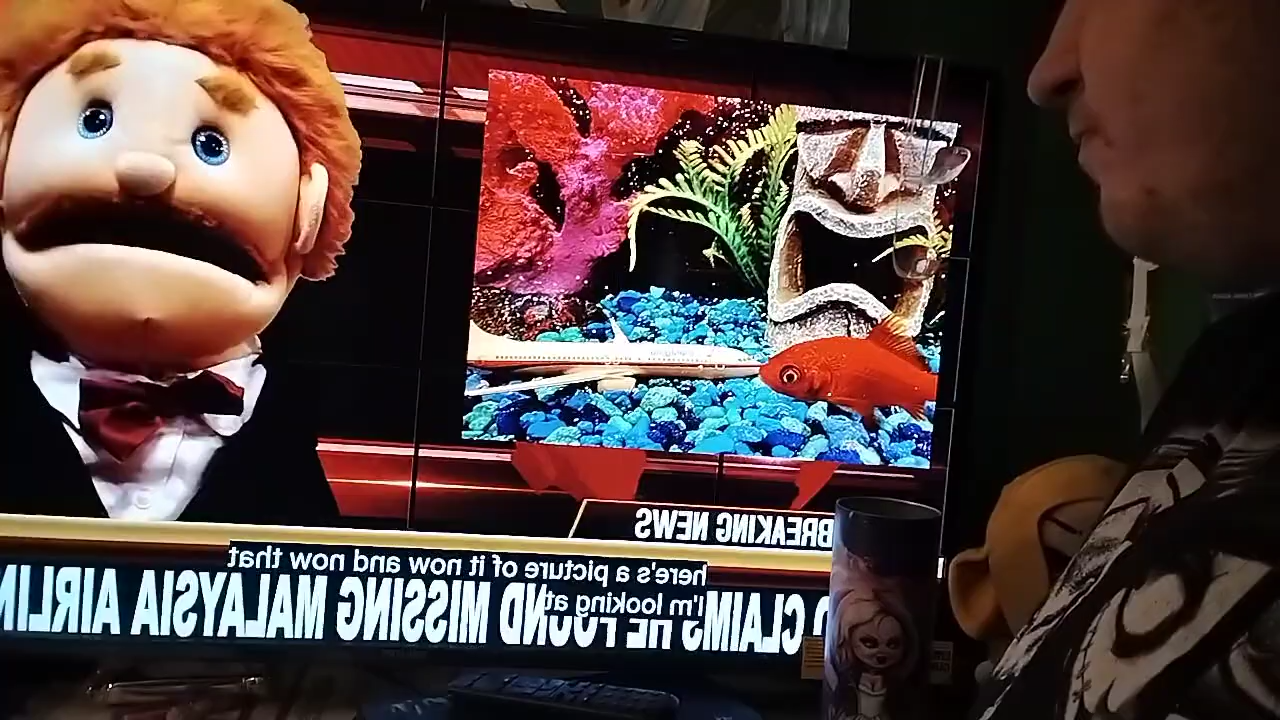 BREAKING NEWS
here's a picture of it now and now that
I'm looking at
CLAIMS HE FOUND MISSING MALAYSIA AIRLIN